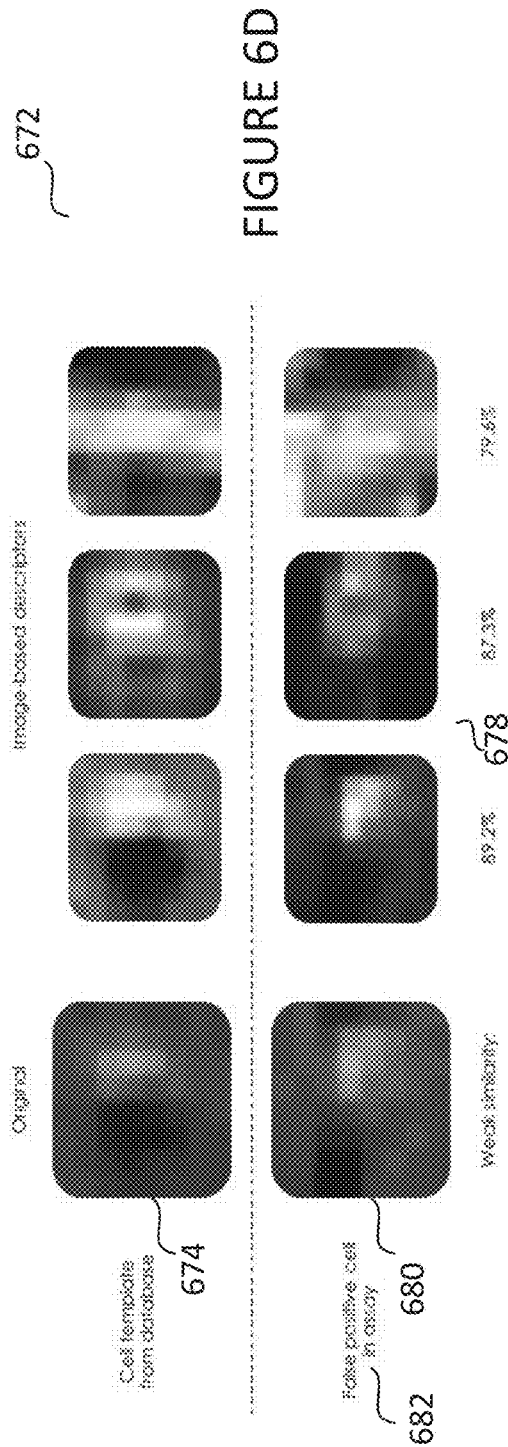 672
Original
Image-based descriptors
Cell template
from database
674
False positive cell
in assay
682
680
678
Weak similarity:
89.2%
87.3%
79.6%
FIGURE 6D